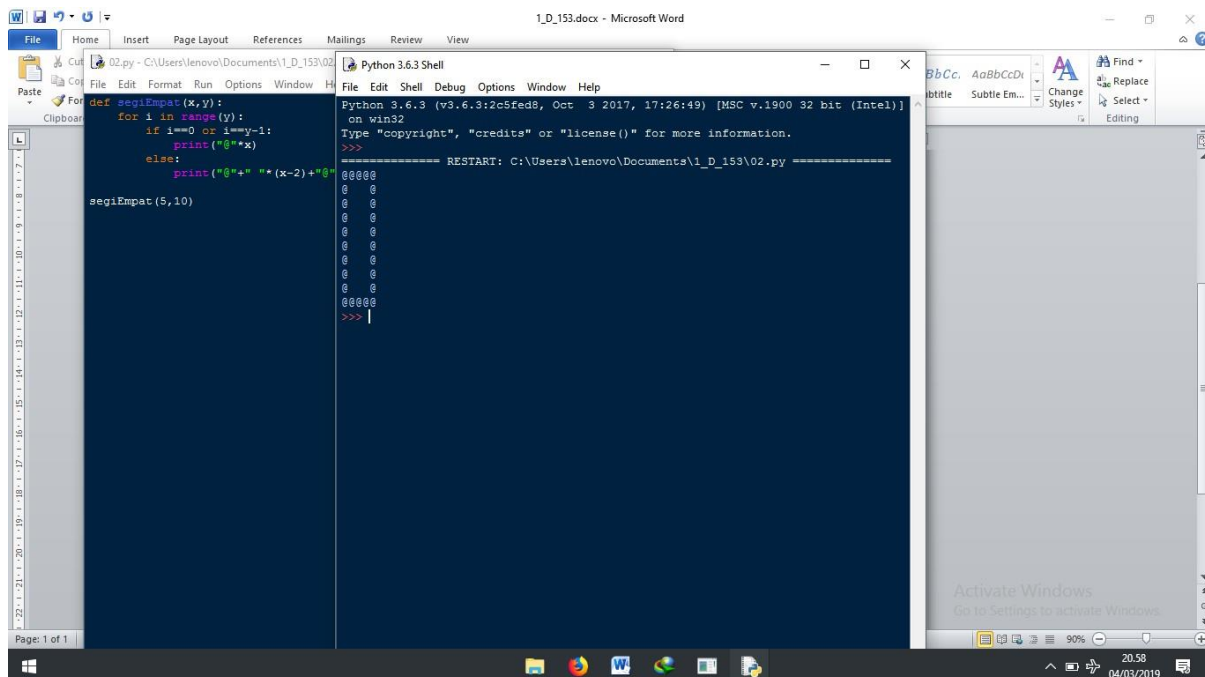 1_D_153.docx - Microsoft Word
File Home Insert Page Layout References Mailings Review View
Cut
Paste
Clipboar
AaBbCcDc
Subtle Em...
Change Styles
Find
Replace
Select
Editing
02.py - C:\Users\lenovo\Documents\1_D_153\02
File Edit Format Run Options Window
def segiEmpat(x,y):
    for i in range(y):
        if i==0 or i==y-1:
            print("@"*x)
        else:
            print("@"+" "*(x-2)+"@"
segiEmpat(5,10)
Python 3.6.3 Shell
File Edit Shell Debug Options Window Help
Python 3.6.3 (v3.6.3:2c5fed8, Oct  3 2017, 17:26:49) [MSC v.1900 32 bit (Intel)]
 on win32
Type "copyright", "credits" or "license()" for more information.
>>>
============== RESTART: C:\Users\lenovo\Documents\1_D_153\02.py ==============
@@@@@
@   @
@   @
@   @
@   @
@   @
@   @
@   @
@   @
@@@@@
>>>
Activate Windows
Go to Settings to activate Windows.
Page: 1 of 1
90%
20.58
04/03/2019